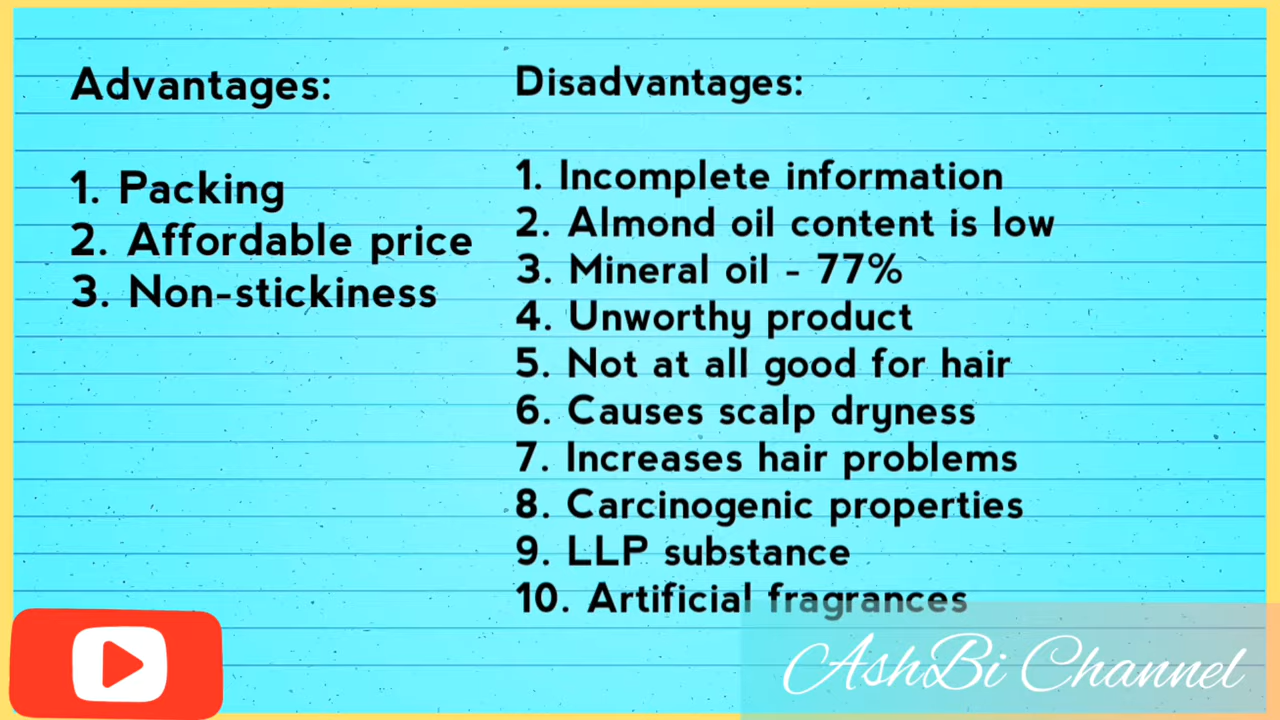 Advantages:
1. Packing
2. Affordable price
3. Non-stickiness
Disadvantages:
1. Incomplete information
2. Almond oil content is low
3. Mineral oil - 77%
4. Unworthy product
5. Not at all good for hair
6. Causes scalp dryness
7. Increases hair problems
8. Carcinogenic properties
9. LLP substance
10. Artificial fragrances
AshBi Channel